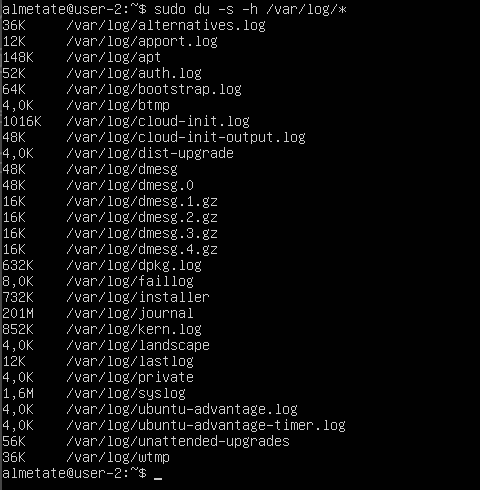 almetate@user-2:~$ sudo du -s -h /var/log/*
36K     /var/log/alternatives.log
12K     /var/log/apport.log
148K    /var/log/apt
52K     /var/log/auth.log
64K     /var/log/bootstrap.log
4,0K    /var/log/btmp
1016K   /var/log/cloud-init.log
48K     /var/log/cloud-init-output.log
4,0K    /var/log/dist-upgrade
48K     /var/log/dmesg
48K     /var/log/dmesg.0
16K     /var/log/dmesg.1.gz
16K     /var/log/dmesg.2.gz
16K     /var/log/dmesg.3.gz
16K     /var/log/dmesg.4.gz
632K    /var/log/dpkg.log
8,0K    /var/log/faillog
732K    /var/log/installer
201M    /var/log/journal
852K    /var/log/kern.log
4,0K    /var/log/landscape
12K     /var/log/lastlog
4,0K    /var/log/private
1,6M    /var/log/syslog
4,0K    /var/log/ubuntu-advantage.log
4,0K    /var/log/ubuntu-advantage-timer.log
56K     /var/log/unattended-upgrades
36K     /var/log/wtmp
almetate@user-2:~$ _